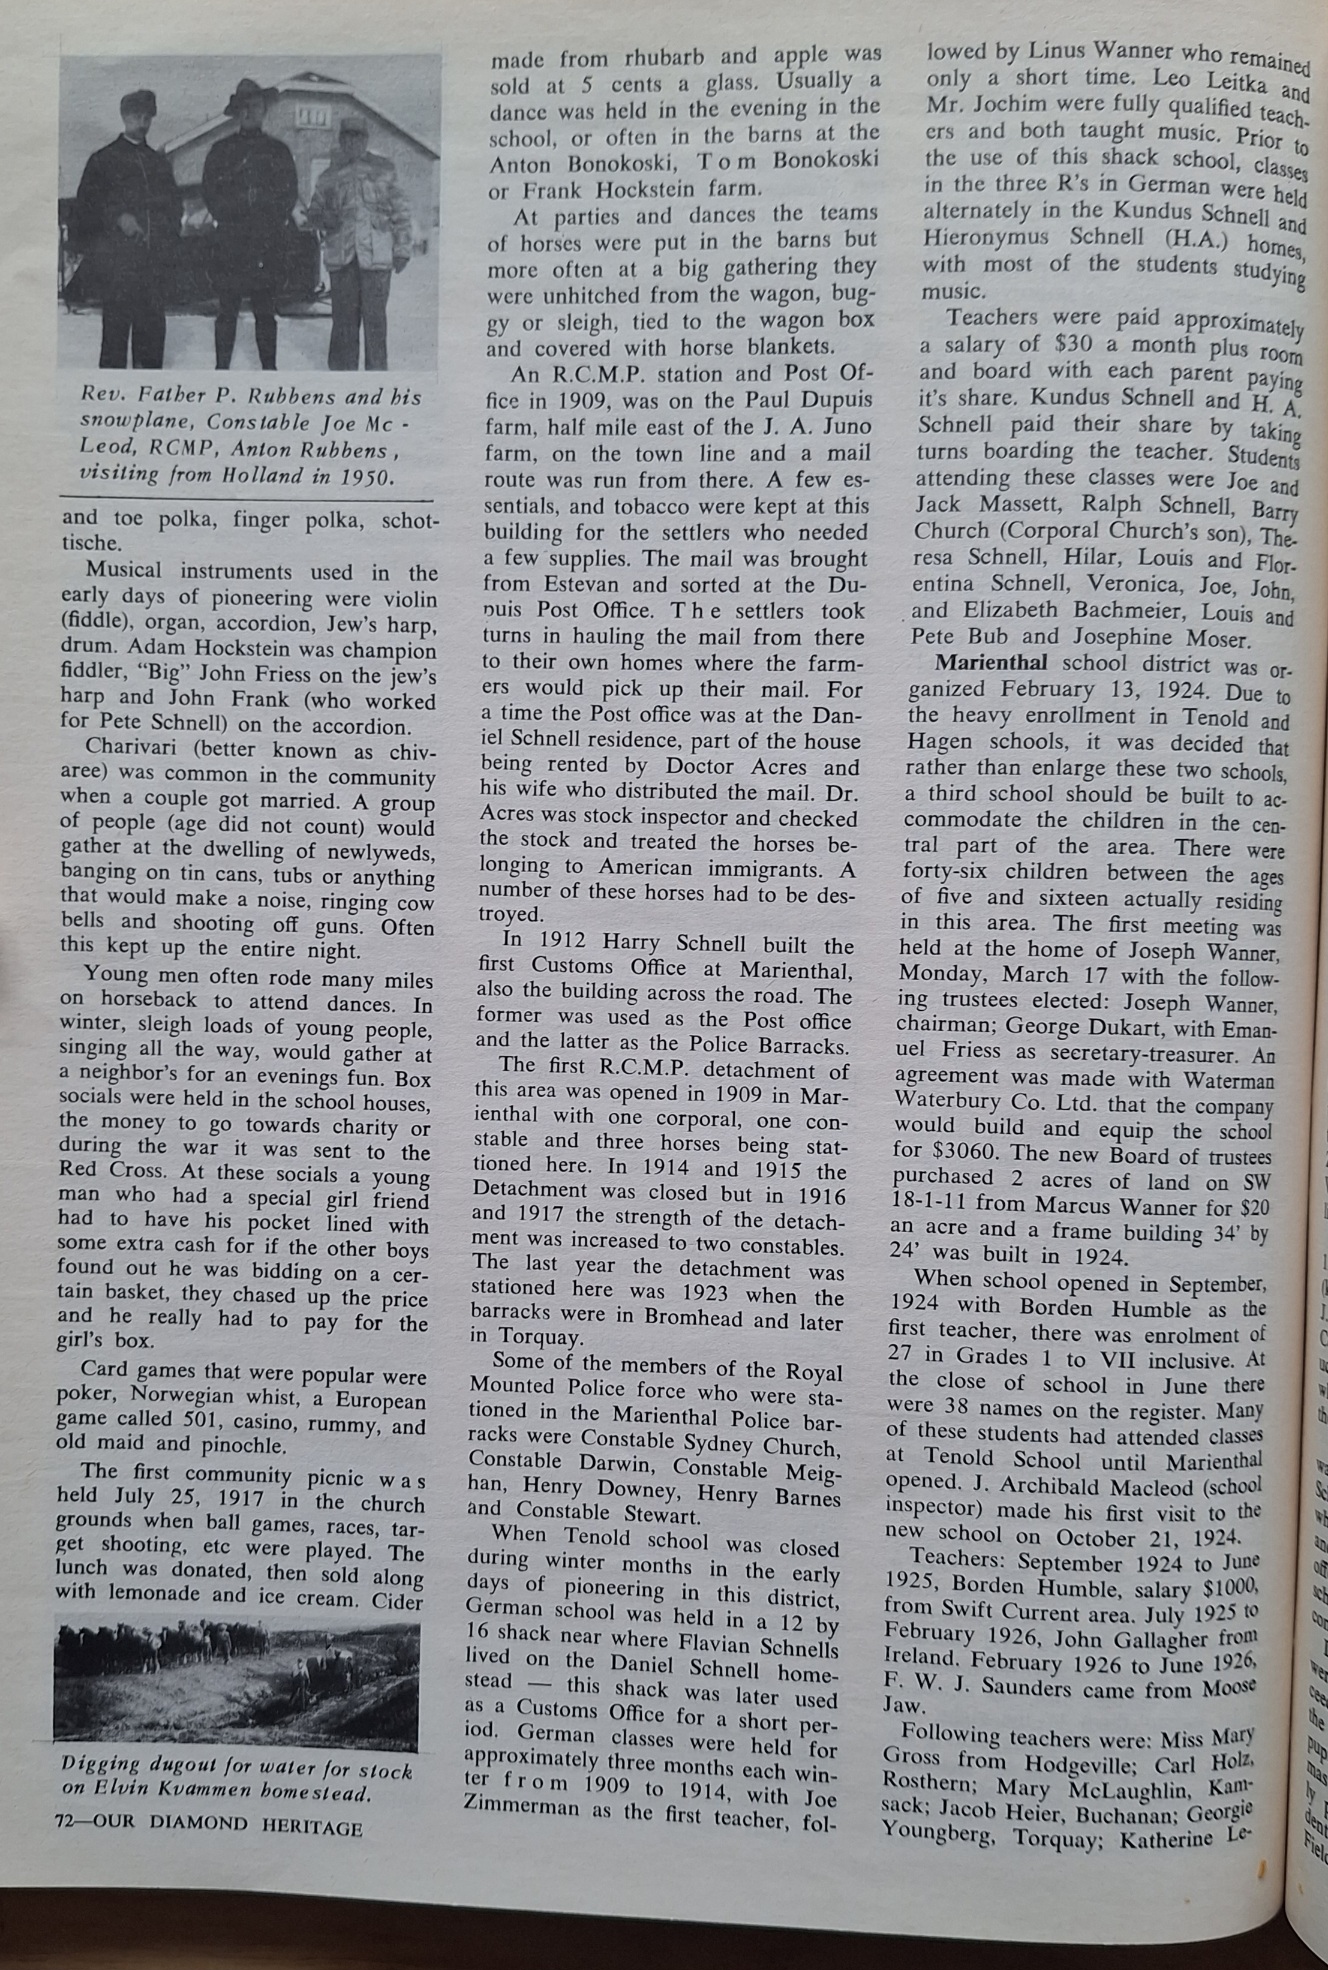 Rev. Father P. Rubbens and his
snowplane, Constable Joe Mc -
Leod, RCMP, Anton Rubbens ,
visiting from Holland in 1950.
and toe polka, finger polka, schot-
tische.
Musical instruments used in the
early days of pioneering were violin
(fiddle), organ, accordion, Jew's harp,
drum. Adam Hockstein was champion
fiddler, "Big" John Friess on the jew's
harp and John Frank (who worked
for Pete Schnell) on the accordion.
Charivari (better known as chiv-
aree) was common in the community
when a couple got married. A group
of people (age did not count) would
gather at the dwelling of newlyweds,
banging on tin cans, tubs or anything
that would make a noise, ringing cow
bells and shooting off guns. Often
this kept up the entire night.
Young men often rode many miles
on horseback to attend dances. In
winter, sleigh loads of young people,
singing all the way, would gather at
a neighbor's for an evenings fun. Box
socials were held in the school houses,
the money to go towards charity or
during the war it was sent to the
Red Cross. At these socials a young
man who had a special girl friend
had to have his pocket lined with
some extra cash for if the other boys
found out he was bidding on a cer-
tain basket, they chased up the price
and he really had to pay for the
girl's box.
Card games that were popular were
poker, Norwegian whist, a European
game called 501, casino, rummy, and
old maid and pinochle.
The first community picnic was
held July 25, 1917 in the church
grounds when ball games, races, tar-
get shooting, etc were played. The
lunch was donated, then sold along
with lemonade and ice cream. Cider
Digging dugout for water for stock
on Elvin Kvammen homestead.
72—OUR DIAMOND HERITAGE
made from rhubarb and apple was
sold at 5 cents a glass. Usually a
dance was held in the evening in the
school, or often in the barns at the
Anton Bonokoski, Tom Bonokoski
or Frank Hockstein farm.
At parties and dances the teams
of horses were put in the barns but
more often at a big gathering they
were unhitched from the wagon, bug-
gy or sleigh, tied to the wagon box
and covered with horse blankets.
An R.C.M.P. station and Post Of-
fice in 1909, was on the Paul Dupuis
farm, half mile east of the J. A. Juno
farm, on the town line and a mail
route was run from there. A few es-
sentials, and tobacco were kept at this
building for the settlers who needed
a few supplies. The mail was brought
from Estevan and sorted at the Du-
puis Post Office. The settlers took
turns in hauling the mail from there
to their own homes where the farm-
ers would pick up their mail. For
a time the Post office was at the Dan-
iel Schnell residence, part of the house
being rented by Doctor Acres and
his wife who distributed the mail. Dr.
Acres was stock inspector and checked
the stock and treated the horses be-
longing to American immigrants. A
number of these horses had to be des-
troyed.
In 1912 Harry Schnell built the
first Customs Office at Marienthal,
also the building across the road. The
former was used as the Post office
and the latter as the Police Barracks.
The first R.C.M.P. detachment of
this area was opened in 1909 in Mar-
ienthal with one corporal, one con-
stable and three horses being stat-
tioned here. In 1914 and 1915 the
Detachment was closed but in 1916
and 1917 the strength of the detach-
ment was increased to two constables.
The last year the detachment was
stationed here was 1923 when the
barracks were in Bromhead and later
in Torquay.
Some of the members of the Royal
Mounted Police force who were sta-
tioned in the Marienthal Police bar-
racks were Constable Sydney Church,
Constable Darwin, Constable Meig-
han, Henry Downey, Henry Barnes
and Constable Stewart.
When Tenold school was closed
during winter months in the early
days of pioneering in this district,
German school was held in a 12 by
16 shack near where Flavian Schnells
lived on the Daniel Schnell home-
stead — this shack was later used
as a Customs Office for a short per-
iod. German classes were held for
approximately three months each win-
ter from 1909 to 1914, with Joe
Zimmerman as the first teacher, fol-
lowed by Linus Wanner who remained
only a short time. Leo Leitka and
Mr. Jochim were fully qualified teach-
ers and both taught music. Prior to
the use of this shack school, classes
in the three R's in German were held
alternately in the Kundus Schnell and
Hieronymus Schnell (H.A.) homes,
with most of the students studying
music.
Teachers were paid approximately
a salary of $30 a month plus room
and board with each parent paying
it's share. Kundus Schnell and H. A.
Schnell paid their share by taking
turns boarding the teacher. Students
attending these classes were Joe and
Jack Massett, Ralph Schnell, Barry
Church (Corporal Church's son), The-
resa Schnell, Hilar, Louis and Flor-
entina Schnell, Veronica, Joe, John,
and Elizabeth Bachmeier, Louis and
Pete Bub and Josephine Moser.
Marienthal school district was or-
ganized February 13, 1924. Due to
the heavy enrollment in Tenold and
Hagen schools, it was decided that
rather than enlarge these two schools,
a third school should be built to ac-
commodate the children in the cen-
tral part of the area. There were
forty-six children between the ages
of five and sixteen actually residing
in this area. The first meeting was
held at the home of Joseph Wanner,
Monday, March 17 with the follow-
ing trustees elected: Joseph Wanner,
chairman; George Dukart, with Eman-
uel Friess as secretary-treasurer. An
agreement was made with Waterman
Waterbury Co. Ltd. that the company
would build and equip the school
for $3060. The new Board of trustees
purchased 2 acres of land on SW
18-1-11 from Marcus Wanner for $20
an acre and a frame building 34' by
24' was built in 1924.
When school opened in September,
1924 with Borden Humble as the
first teacher, there was enrolment of
27 in Grades 1 to VII inclusive. At
the close of school in June there
were 38 names on the register. Many
of these students had attended classes
at Tenold School until Marienthal
opened. J. Archibald Macleod (school
inspector) made his first visit to the
new school on October 21, 1924.
Teachers: September 1924 to June
1925, Borden Humble, salary $1000,
from Swift Current area. July 1925 to
February 1926, John Gallagher from
Ireland. February 1926 to June 1926,
F. W. J. Saunders came from Moose
Jaw.
Following teachers were: Miss Mary
Gross from Hodgeville; Carl Holz,
Rosthern; Mary McLaughlin, Kam-
sack; Jacob Heier, Buchanan; Georgie
Youngberg, Torquay; Katherine Le-